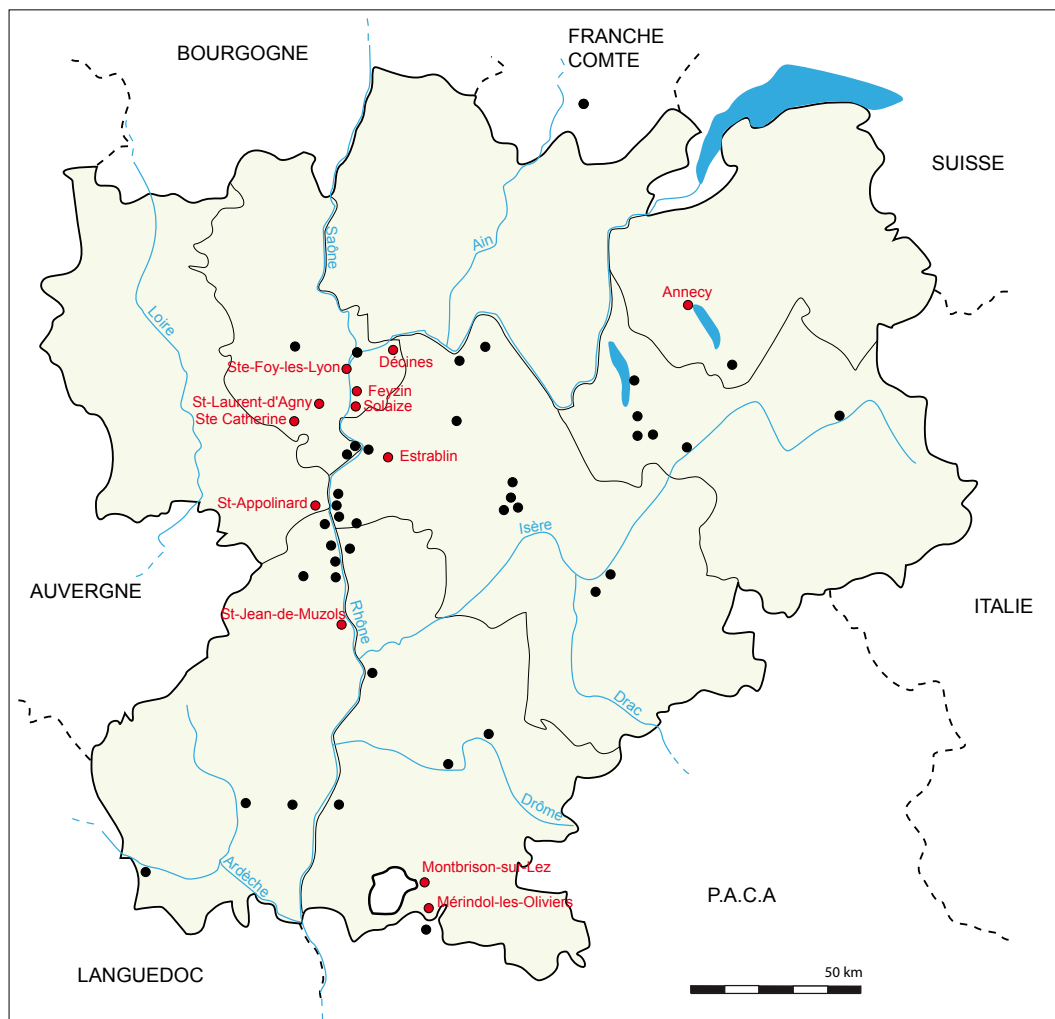 BOURGOGNE
FRANCHE
COMTE
SUISSE
Saône
Ain
Loire
Annecy
Décines
Ste-Foy-les-Lyon
Feyzin
St-Laurent-d'Agny
Solaize
Ste Catherine
Estrablin
St-Appolinard
Isère
AUVERGNE
ITALIE
St-Jean-de-Muzols
Rhône
Drac
Drôme
Ardèche
Montbrison-sur-Lez
Mérindol-les-Oliviers
P.A.C.A
LANGUEDOC
50 km